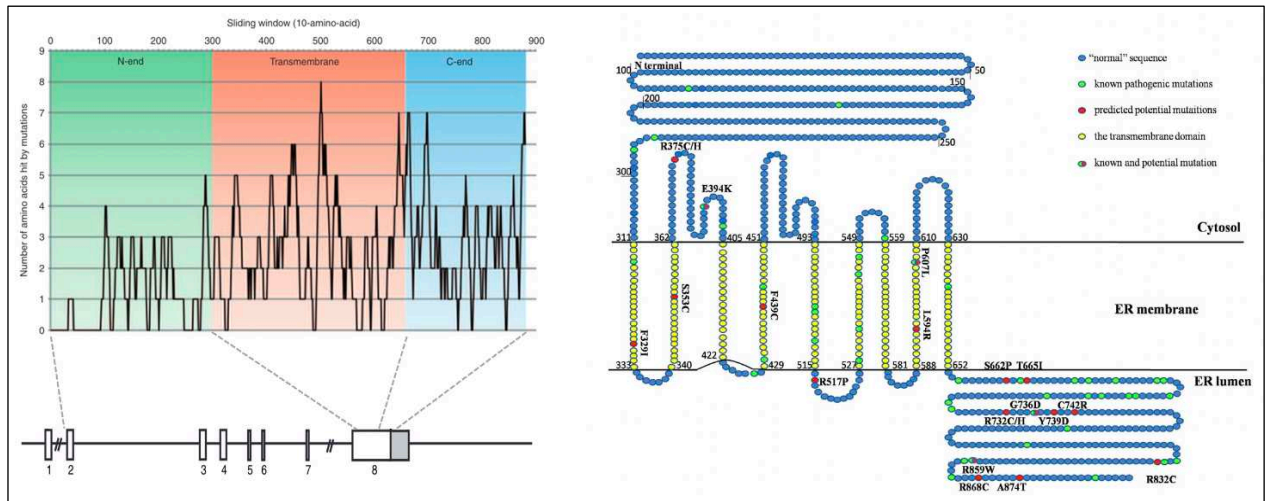 Sliding window (10-amino-acid)
0 100 200 300 400 500 600 700 800 900
N-end Transmembrane C-end
Number of amino acids hit by mutations
9
8
7
6
5
4
3
2
1
0
1 2 3 4 5 6 7 8
N terminal
50
100
150
200
250
300
"normal" sequence
known pathogenic mutations
predicted potential mutaitions
the transmembrane domain
known and potential mutation
R375C/H
E394K
Cytosol
311 362 405 451 493 549 559 610 630
P607L
S353C
F439C
ER membrane
L594R
F329I
333 340 422 429 515 527 581 588 652
R517P
S662P T665I
ER lumen
G736D C742R
R732C/H Y739D
R859W R832C
R868C A874T